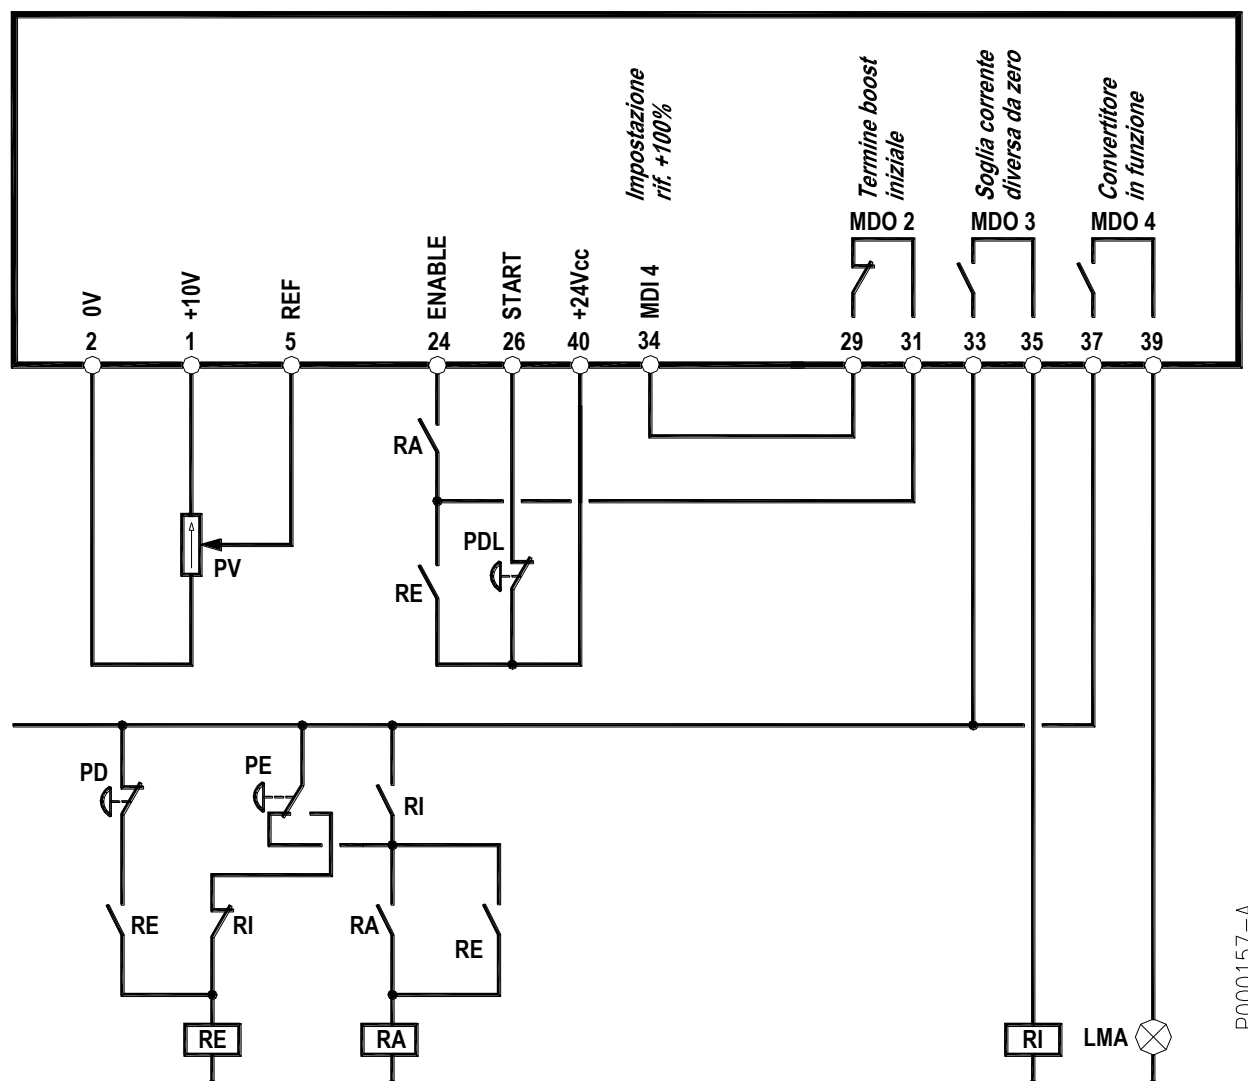 Impostazione
rif. +100%
Termine boost
iniziale
Soglia corrente
diversa da zero
Convertitore
in funzione
MDO 2
MDO 3
MDO 4
0V
+10V
REF
ENABLE
START
+24Vcc
MDI 4
2
1
5
24
26
40
34
29
31
33
35
37
39
RA
PV
PDL
RE
PD
PE
RI
RE
RI
RA
RE
RE
RA
RI
LMA
P000157-A